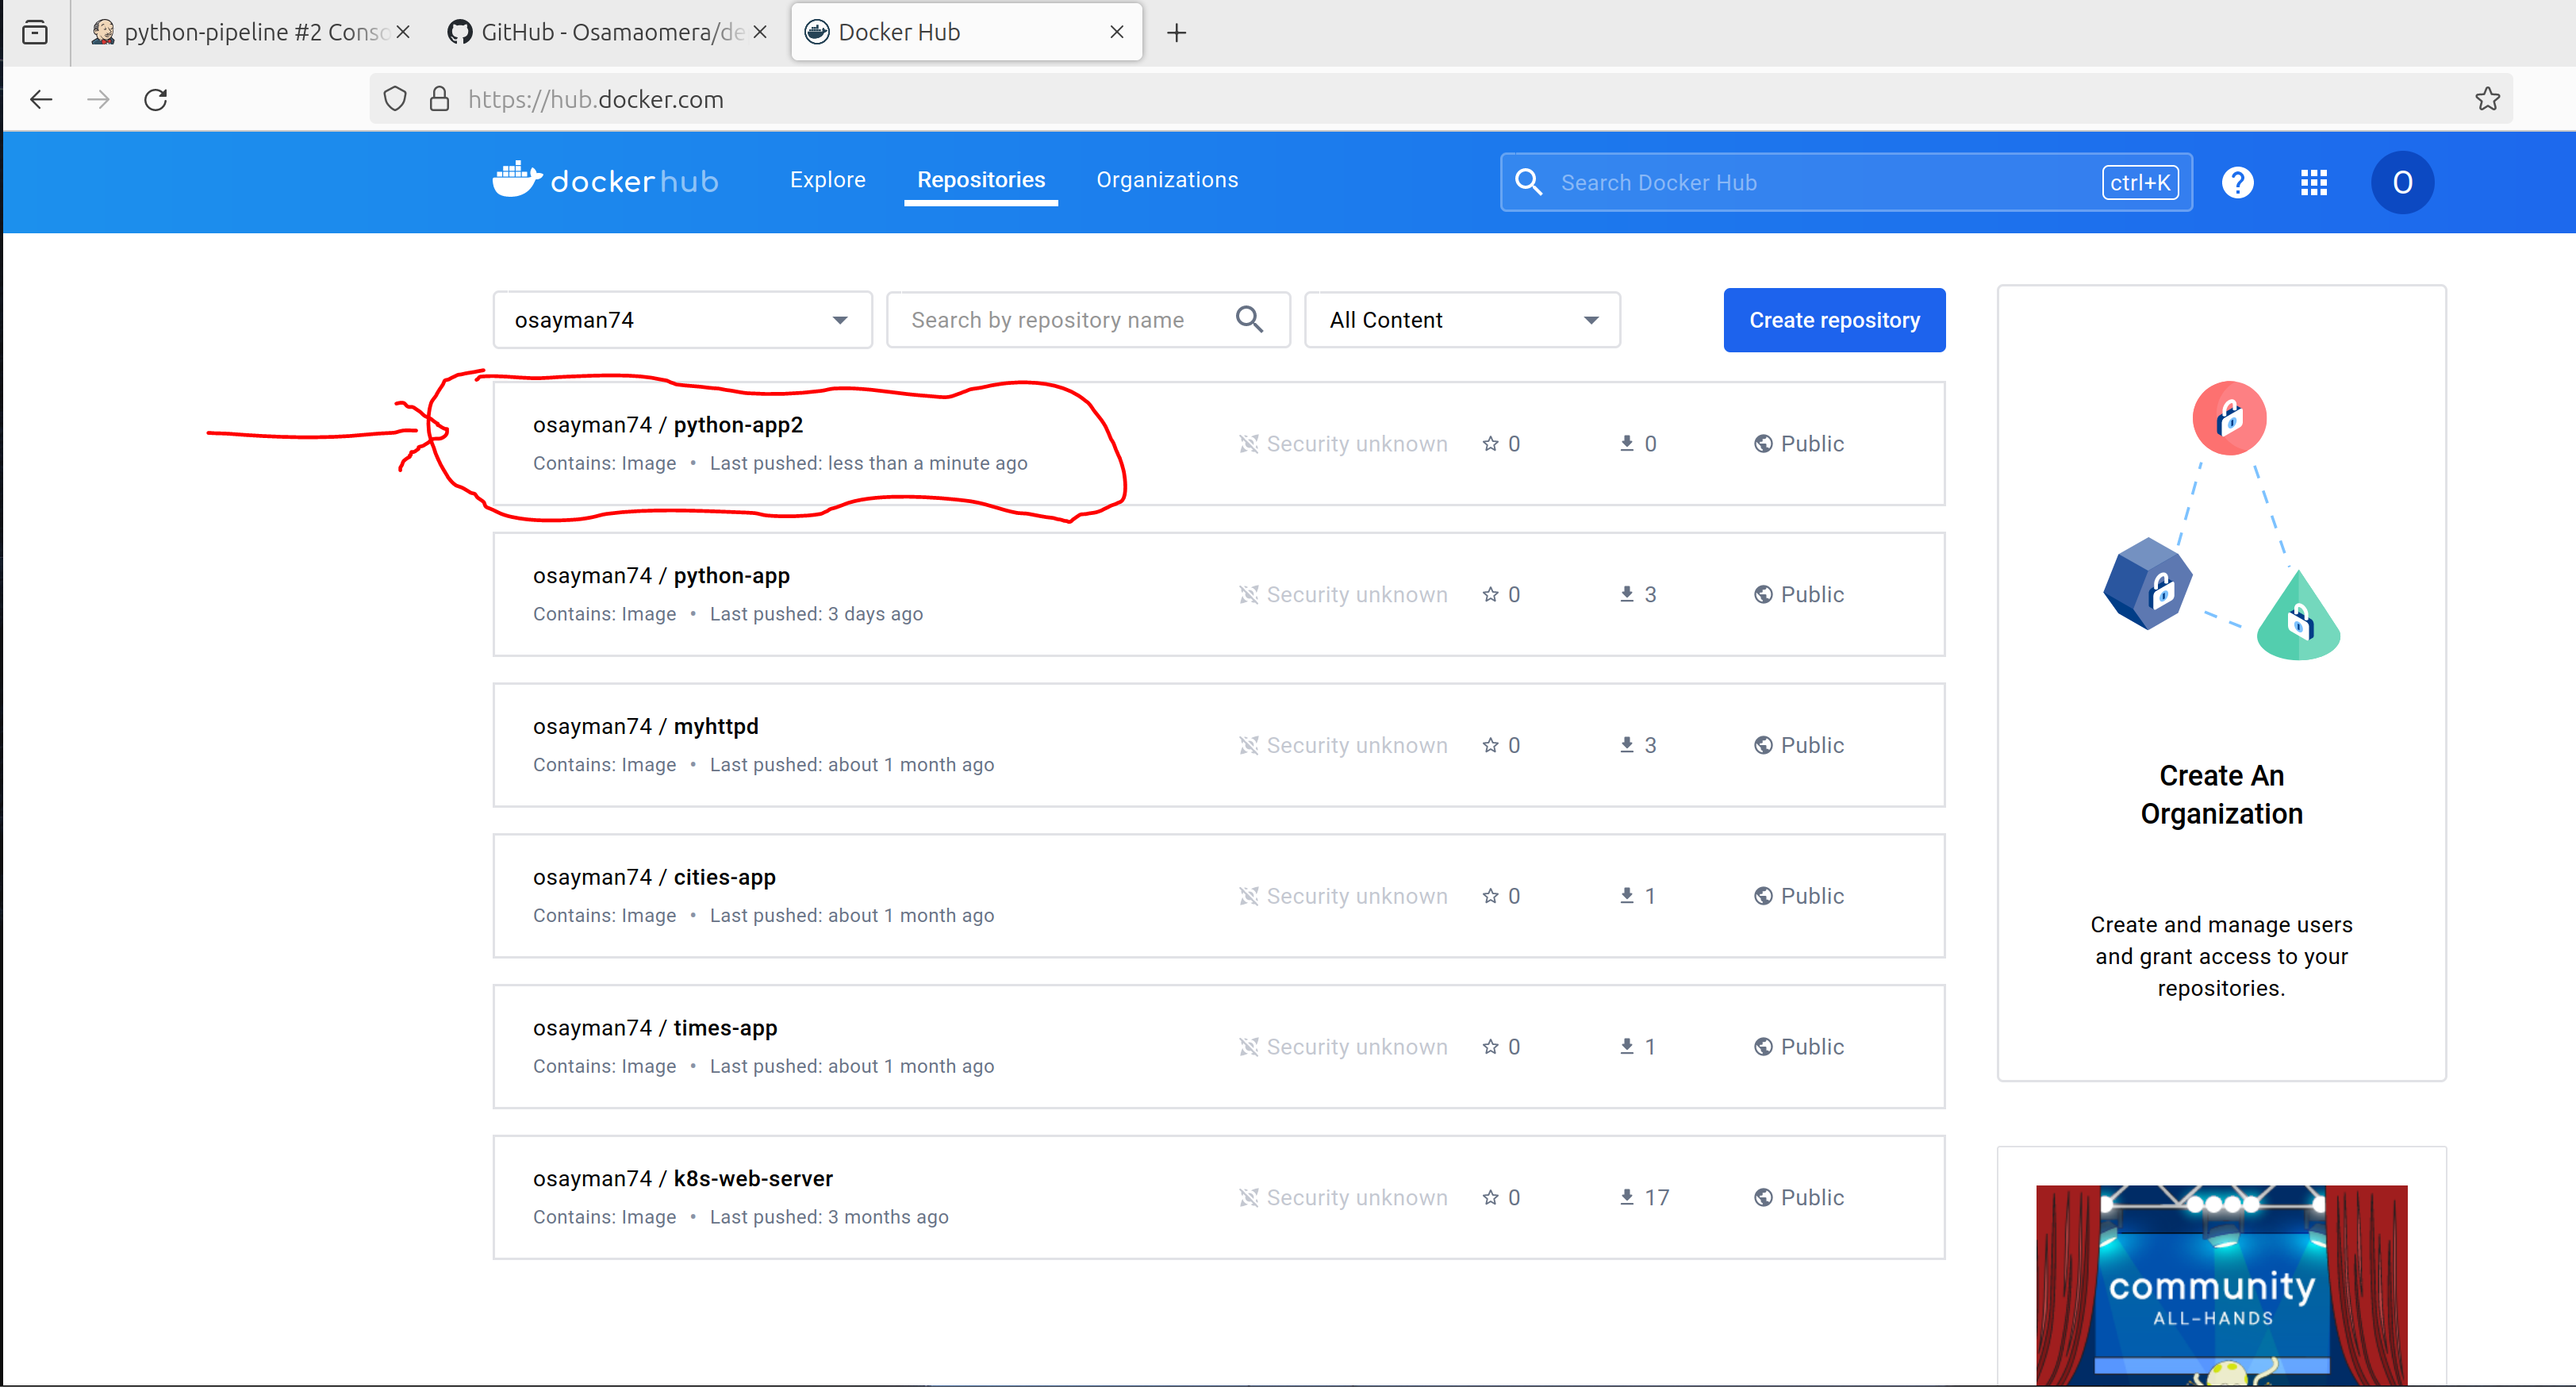 python-pipeline #2 Conso
GitHub - Osamaomera/de
Docker Hub
https://hub.docker.com
docker hub
Explore
Repositories
Organizations
Search Docker Hub
ctrl+K
?
O
osayman74
Search by repository name
All Content
Create repository
osayman74 / python-app2
Contains: Image • Last pushed: less than a minute ago
Security unknown
0
0
Public
osayman74 / python-app
Contains: Image • Last pushed: 3 days ago
Security unknown
0
3
Public
osayman74 / myhttpd
Contains: Image • Last pushed: about 1 month ago
Security unknown
0
3
Public
osayman74 / cities-app
Contains: Image • Last pushed: about 1 month ago
Security unknown
0
1
Public
osayman74 / times-app
Contains: Image • Last pushed: about 1 month ago
Security unknown
0
1
Public
osayman74 / k8s-web-server
Contains: Image • Last pushed: 3 months ago
Security unknown
0
17
Public
Create An
Organization
Create and manage users
and grant access to your
repositories.
community
ALL-HANDS